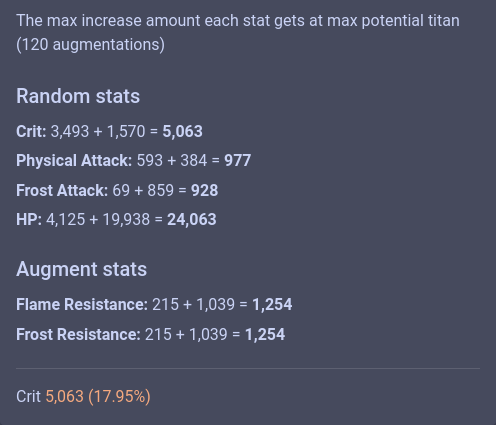 The max increase amount each stat gets at max potential titan
(120 augmentations)
Random stats
Crit: 3,493 + 1,570 = 5,063
Physical Attack: 593 + 384 = 977
Frost Attack: 69 + 859 = 928
HP: 4,125 + 19,938 = 24,063
Augment stats
Flame Resistance: 215 + 1,039 = 1,254
Frost Resistance: 215 + 1,039 = 1,254
Crit 5,063 (17.95%)